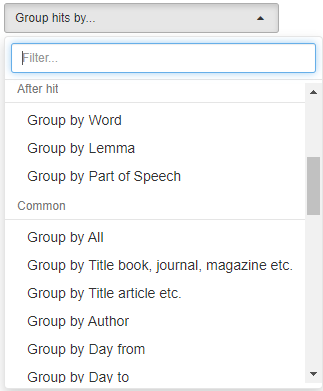 Group hits by...
Filter...
After hit
Group by Word
Group by Lemma
Group by Part of Speech
Common
Group by All
Group by Title book, journal, magazine etc.
Group by Title article etc.
Group by Author
Group by Day from
Group by Day to